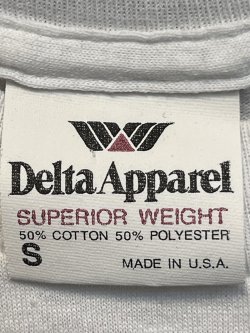 Delta Apparel
SUPERIOR WEIGHT
50% COTTON 50% POLYESTER
S
MADE IN U.S.A.